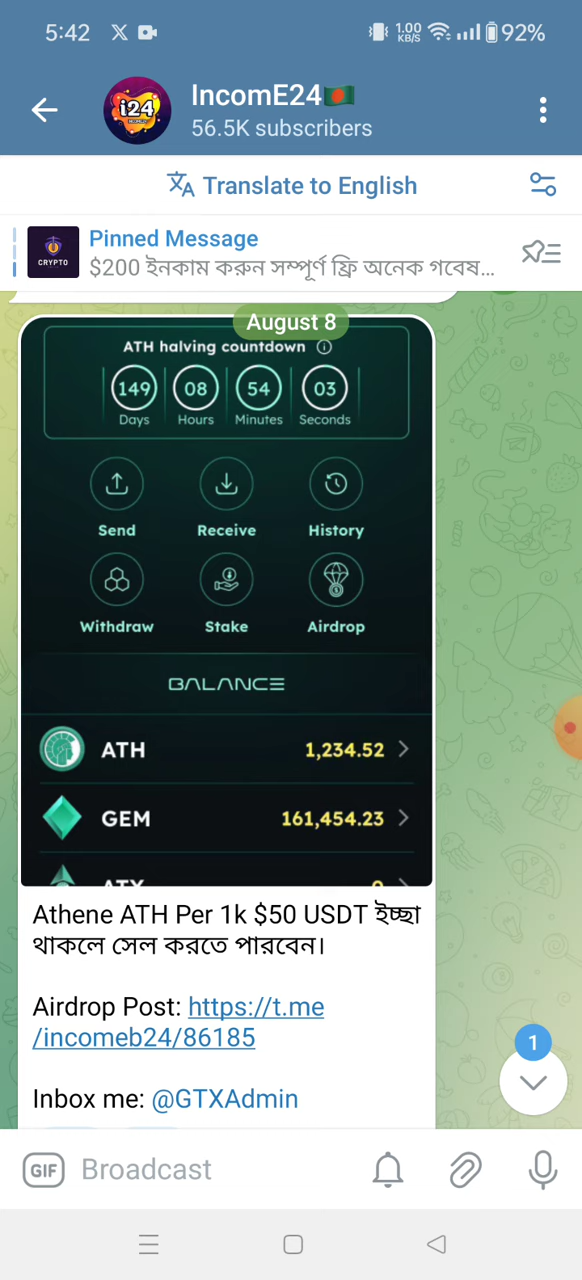 5:42
1.00 KB/S
92%
i24
IncomE24
56.5K subscribers
Translate to English
CRYPTO
Pinned Message
$200 ইনকাম করুন সম্পূর্ণ ফ্রি অনেক গবেষ...
August 8
ATH halving countdown
149 08 54 03
Days Hours Minutes Seconds
Send Receive History
Withdraw Stake Airdrop
BALANCE
ATH 1,234.52
GEM 161,454.23
ATX 0
Athene ATH Per 1k $50 USDT ইচ্ছা
থাকলে সেল করতে পারবেন।
Airdrop Post: https://t.me
/incomeb24/86185
1
Inbox me: @GTXAdmin
GIF Broadcast